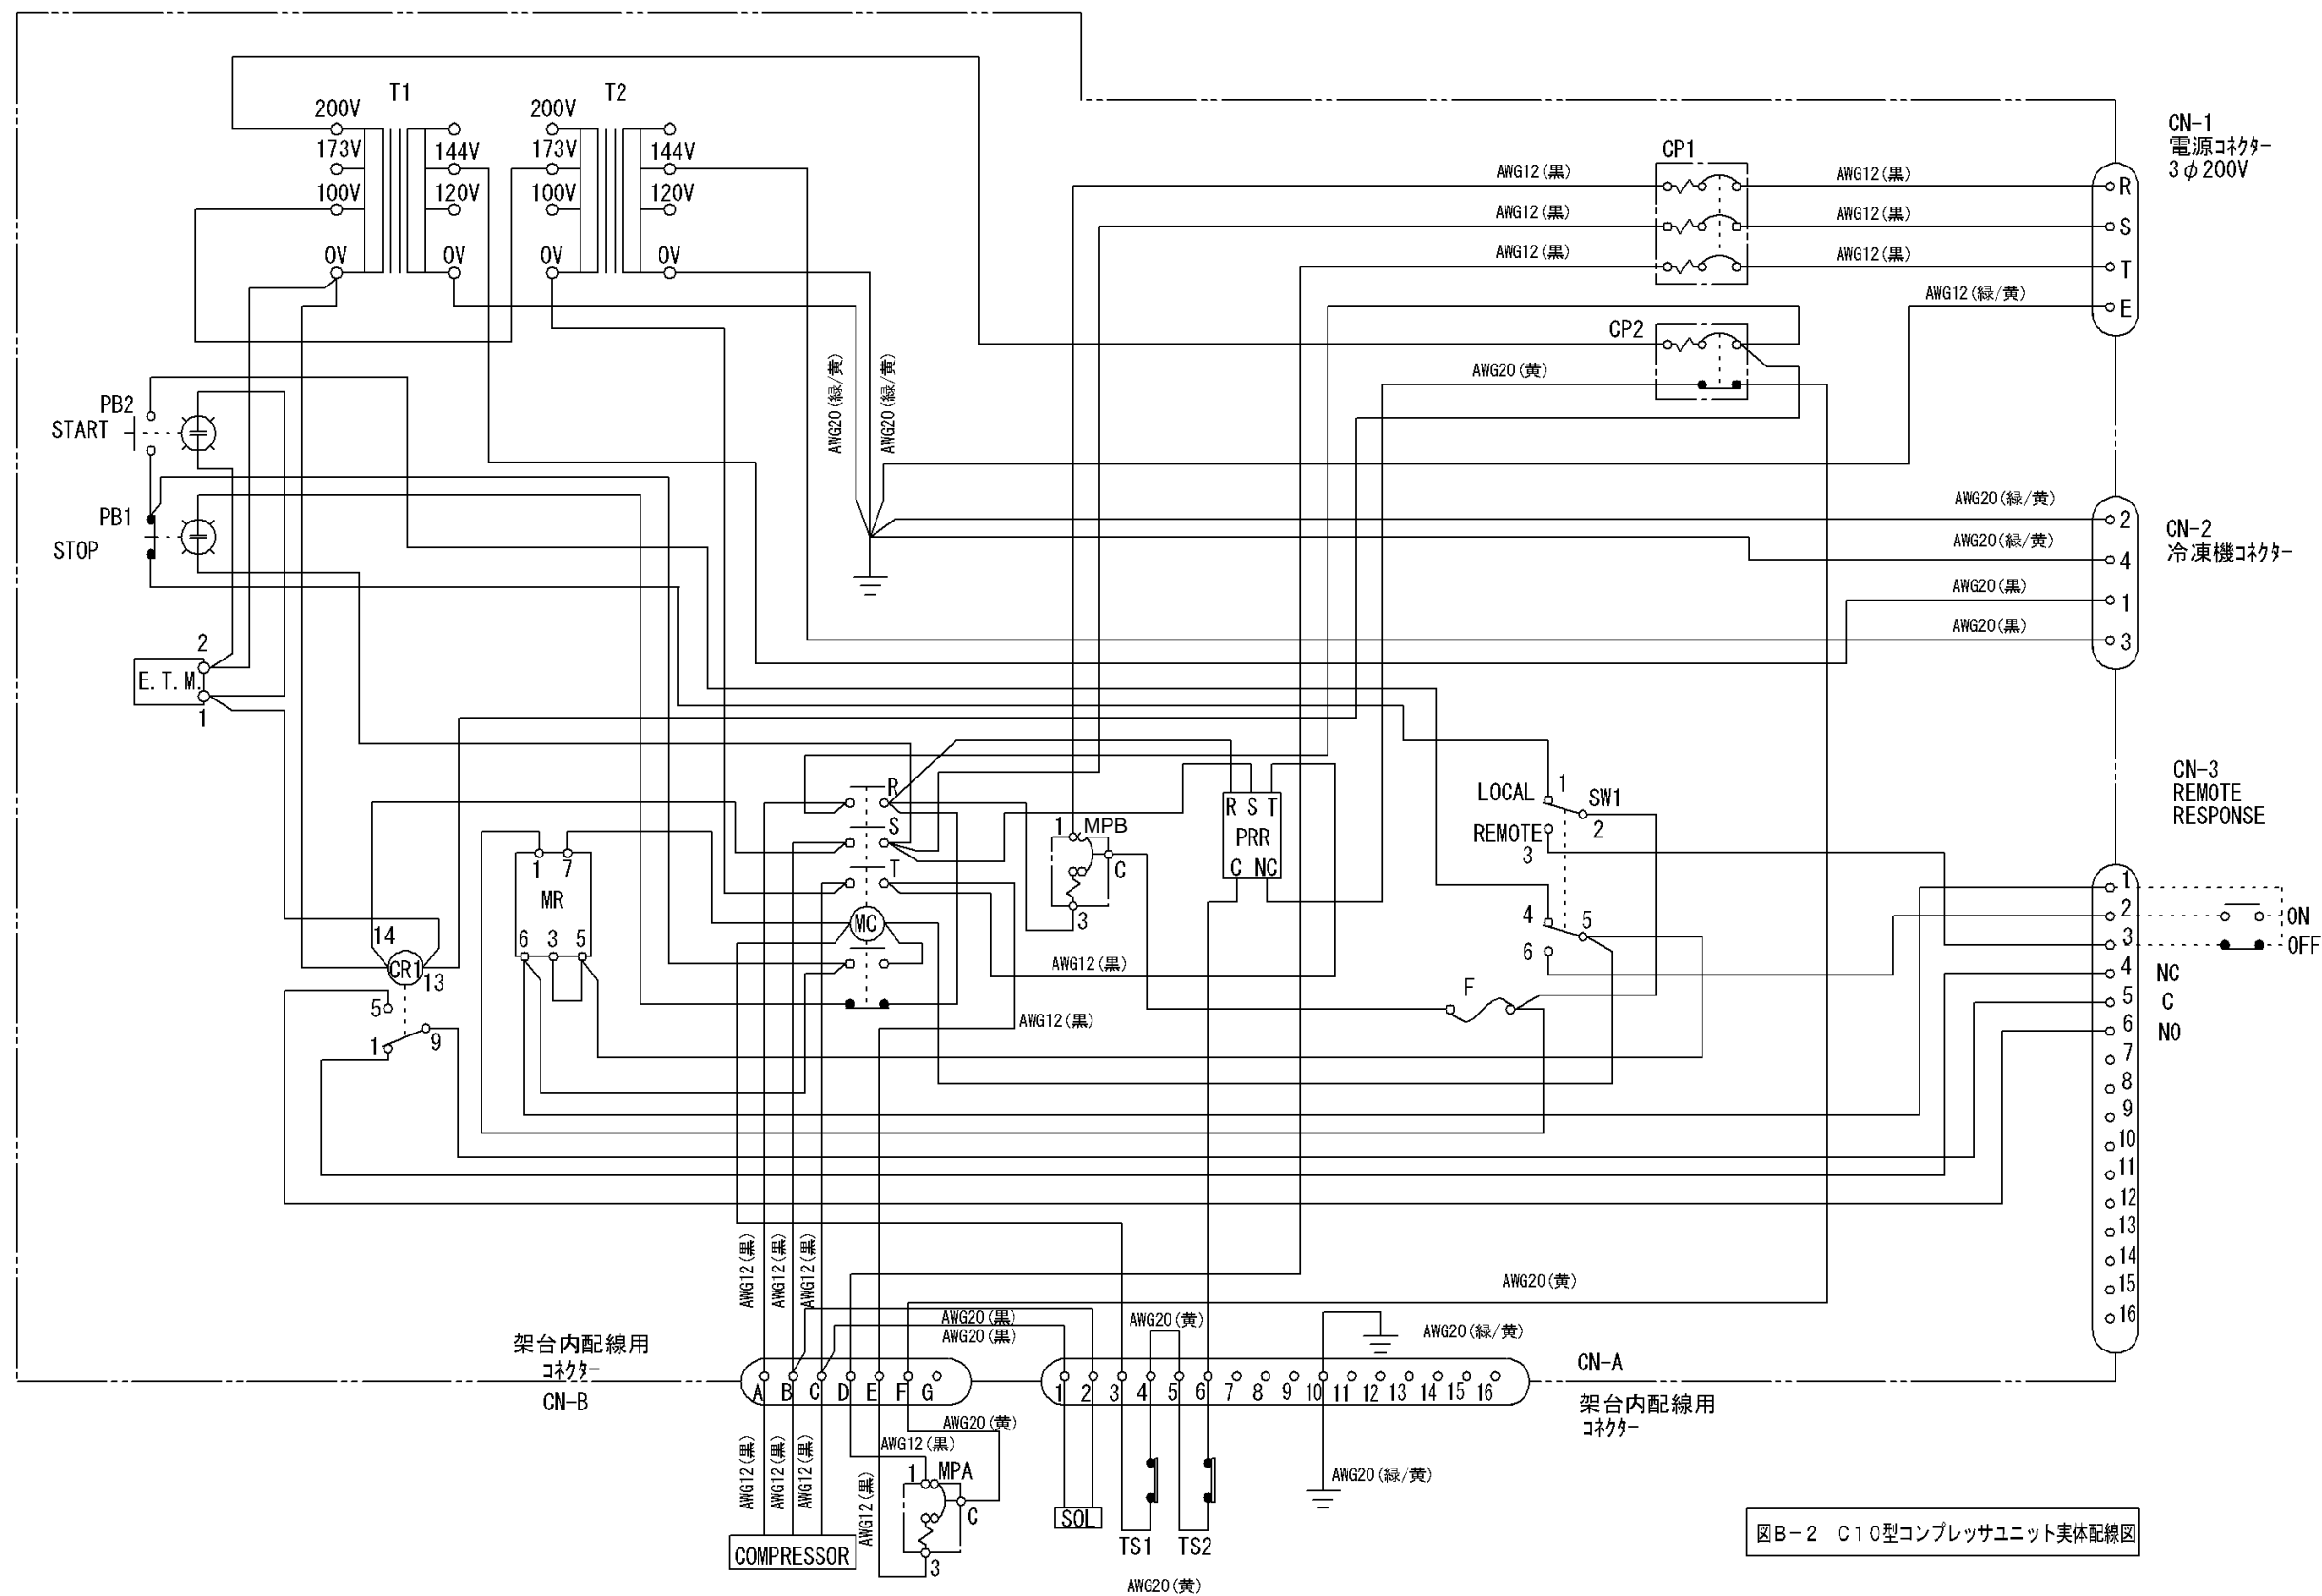 T1
T2
200V
173V
100V
0V
144V
120V
0V
200V
173V
100V
0V
144V
120V
0V
CP1
AWG12(黒)
AWG12(黒)
AWG12(黒)
AWG12(黒)
AWG12(黒)
AWG12(黒)
CN-1
電源コネクター
3φ200V
R
S
T
E
AWG12(緑/黄)
CP2
AWG20(黄)
AWG20(緑/黄)
AWG20(緑/黄)
PB2
START
PB1
STOP
AWG20(緑/黄)
AWG20(緑/黄)
AWG20(黒)
AWG20(黒)
2
4
1
3
CN-2
冷凍機コネクター
2
E.T.M.
1
CN-3
REMOTE
RESPONSE
R
S
T
MC
1
MPB
C
3
R S T
PRR
C NC
LOCAL
1
SW1
2
REMOTE
3
4
5
6
F
1 7
MR
6 3 5
14
CR1
13
5
1
9
AWG12(黒)
AWG12(黒)
1
2
3
4
5
6
7
8
9
10
11
12
13
14
15
16
ON
OFF
NC
C
NO
AWG12(黒)
AWG12(黒)
AWG12(黒)
AWG20(黄)
AWG20(黒)
AWG20(黒)
AWG20(黄)
AWG20(緑/黄)
架台内配線用
コネクター
CN-B
A B C D E F G
1 2 3 4 5 6 7 8 9 10 11 12 13 14 15 16
CN-A
架台内配線用
コネクター
AWG20(黄)
AWG12(黒)
AWG12(黒)
AWG12(黒)
AWG12(黒)
AWG12(黒)
1
MPA
C
3
COMPRESSOR
SOL
TS1
TS2
AWG20(緑/黄)
AWG20(黄)
図B-2 C10型コンプレッサユニット実体配線図